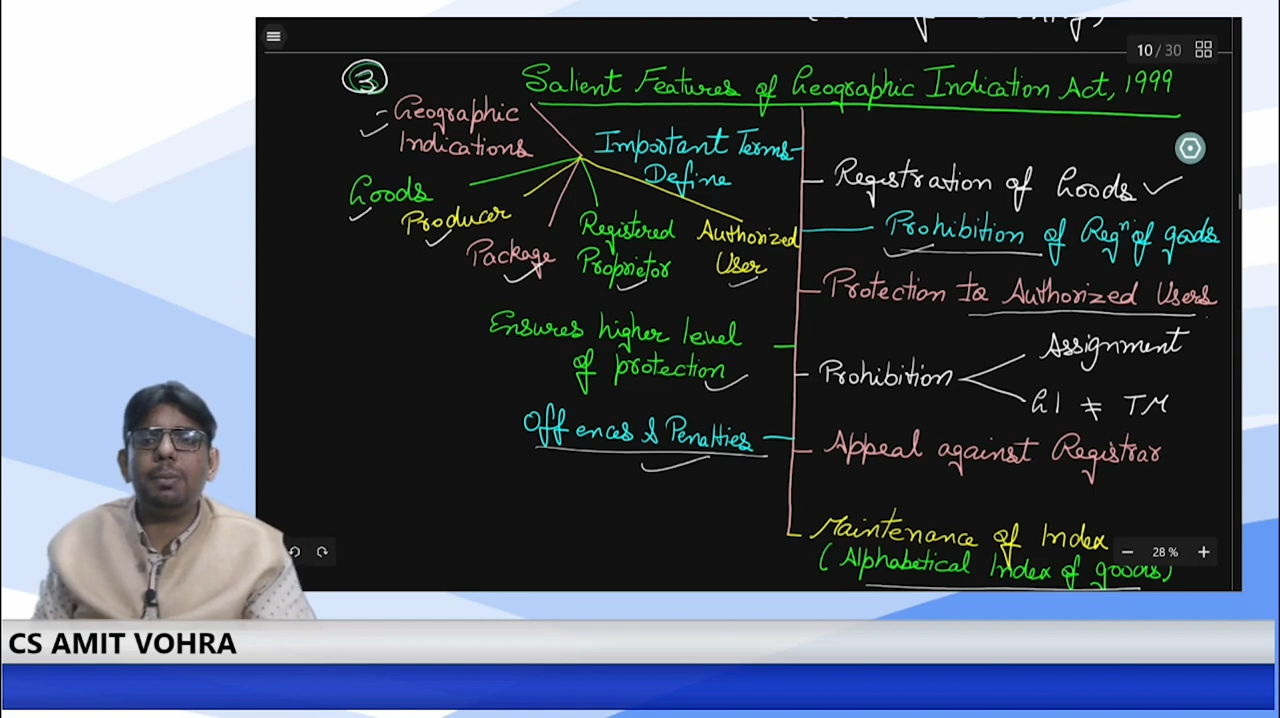 10 / 30
③ Salient Features of Geographic Indication Act, 1999
Geographic
Indications
Important Terms
Define
Goods
Producer
Package
Registered
Proprietor
Authorized
User
Ensures higher level
of protection
Offences & Penalties
Registration of Goods
Prohibition of Regⁿ of goods
Protection to Authorized Users
Prohibition
Assignment
GI ≠ TM
Appeal against Registrar
Maintenance of Index
(Alphabetical Index of goods)
28 %
CS AMIT VOHRA